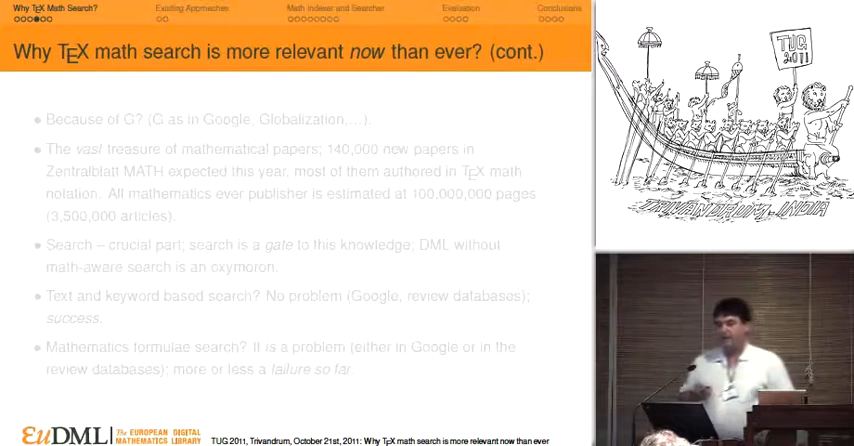 Why TEX Math Search?
Existing Approaches
Math Indexer and Searcher
Evaluation
Conclusions
Why TEX math search is more relevant now than ever? (cont.)
Because of G? (G as in Google, Globalization,...).
The vast treasure of mathematical papers; 140,000 new papers in
Zentralblatt MATH expected this year, most of them authored in TEX math
notation. All mathematics ever publisher is estimated at 100,000,000 pages
(3,500,000 articles).
Search – crucial part; search is a gate to this knowledge; DML without
math-aware search is an oxymoron.
Text and keyword based search? No problem (Google, review databases);
success.
Mathematics formulae search? It is a problem (either in Google or in the
review databases); more or less a failure so far.
EuDML
The EUROPEAN DIGITAL
MATHEMATICS LIBRARY
TUG 2011, Trivandrum, October 21st, 2011: Why TEX math search is more relevant now than ever
TUG
2011
TRIVANDRUM-INDIA